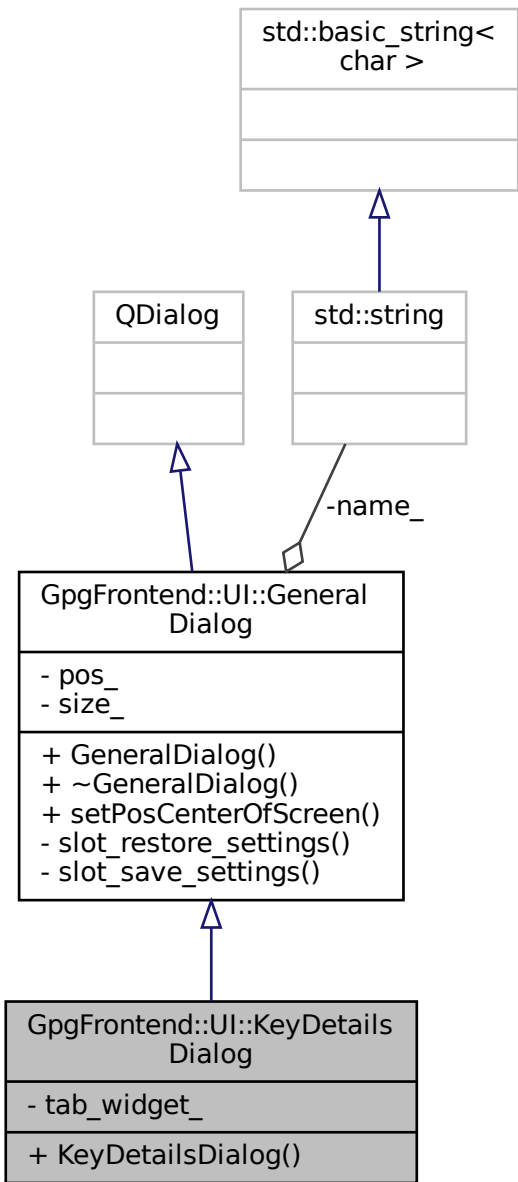 std::basic_string<
char >
QDialog
std::string
-name_
GpgFrontend::UI::General
Dialog
- pos_
- size_
+ GeneralDialog()
+ ~GeneralDialog()
+ setPosCenterOfScreen()
- slot_restore_settings()
- slot_save_settings()
GpgFrontend::UI::KeyDetails
Dialog
- tab_widget_
+ KeyDetailsDialog()